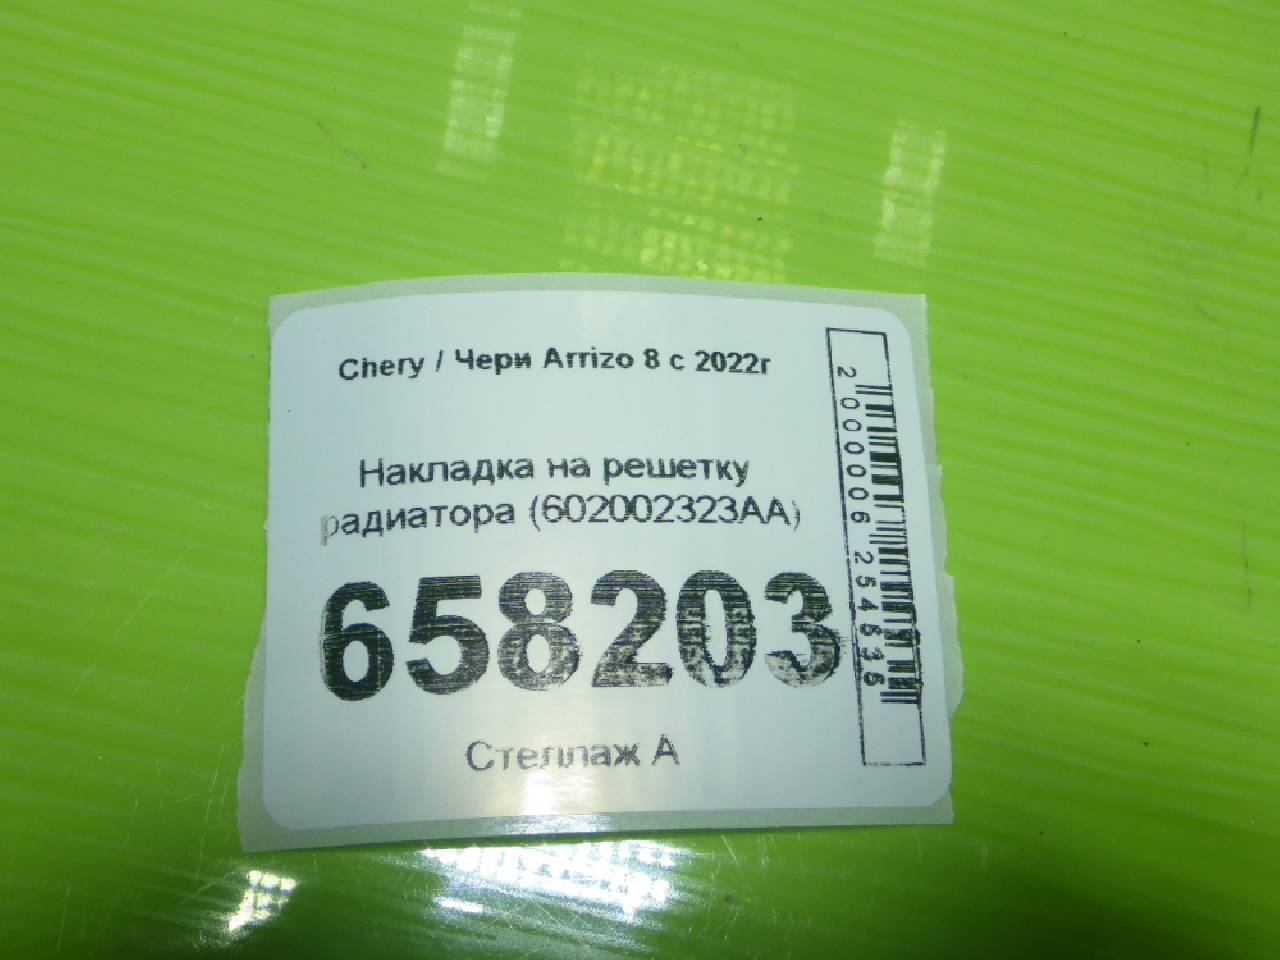 Chery / Чери Arrizo 8 с 2022г
Накладка на решетку
радиатора (602002323AA)
658203
Стеллаж А
2000006254636